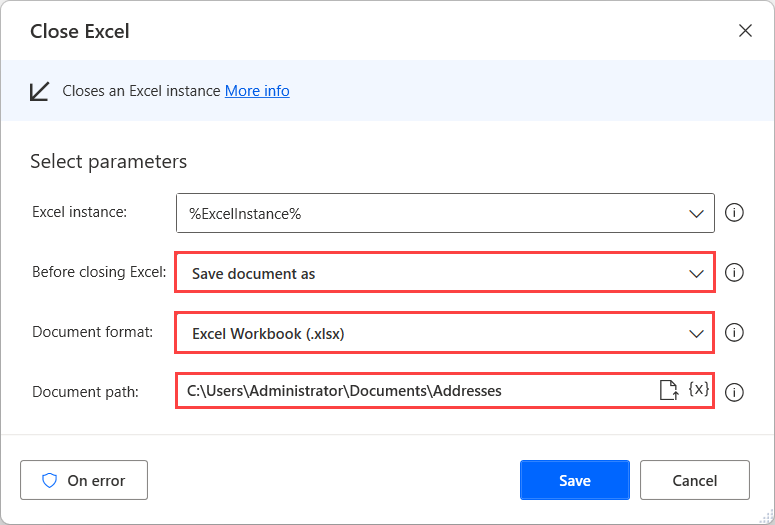 Close Excel
Closes an Excel instance More info
Select parameters
Excel instance: %ExcelInstance%
Before closing Excel: Save document as
Document format: Excel Workbook (.xlsx)
Document path: C:\Users\Administrator\Documents\Addresses {x}
On error Save Cancel